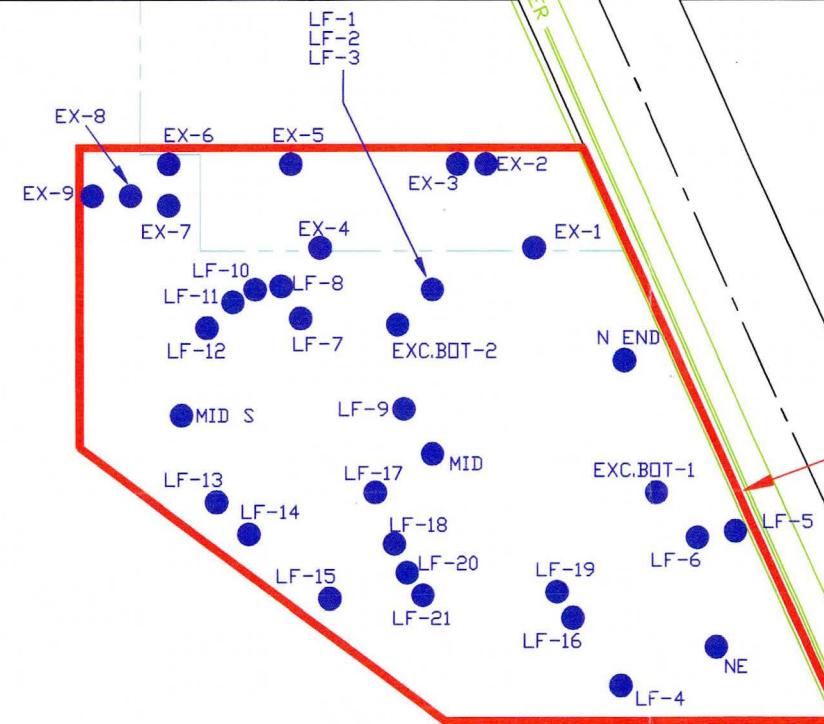 LF-1
LF-2
LF-3
ER
EX-8
EX-6
EX-5
EX-3
EX-2
EX-9
EX-7
EX-4
EX-1
LF-10
LF-8
LF-11
LF-12
LF-7
EXC.BOT-2
N END
MID S
LF-9
MID
LF-17
EXC.BOT-1
LF-13
LF-14
LF-18
LF-5
LF-6
LF-20
LF-15
LF-19
LF-21
LF-16
NE
LF-4